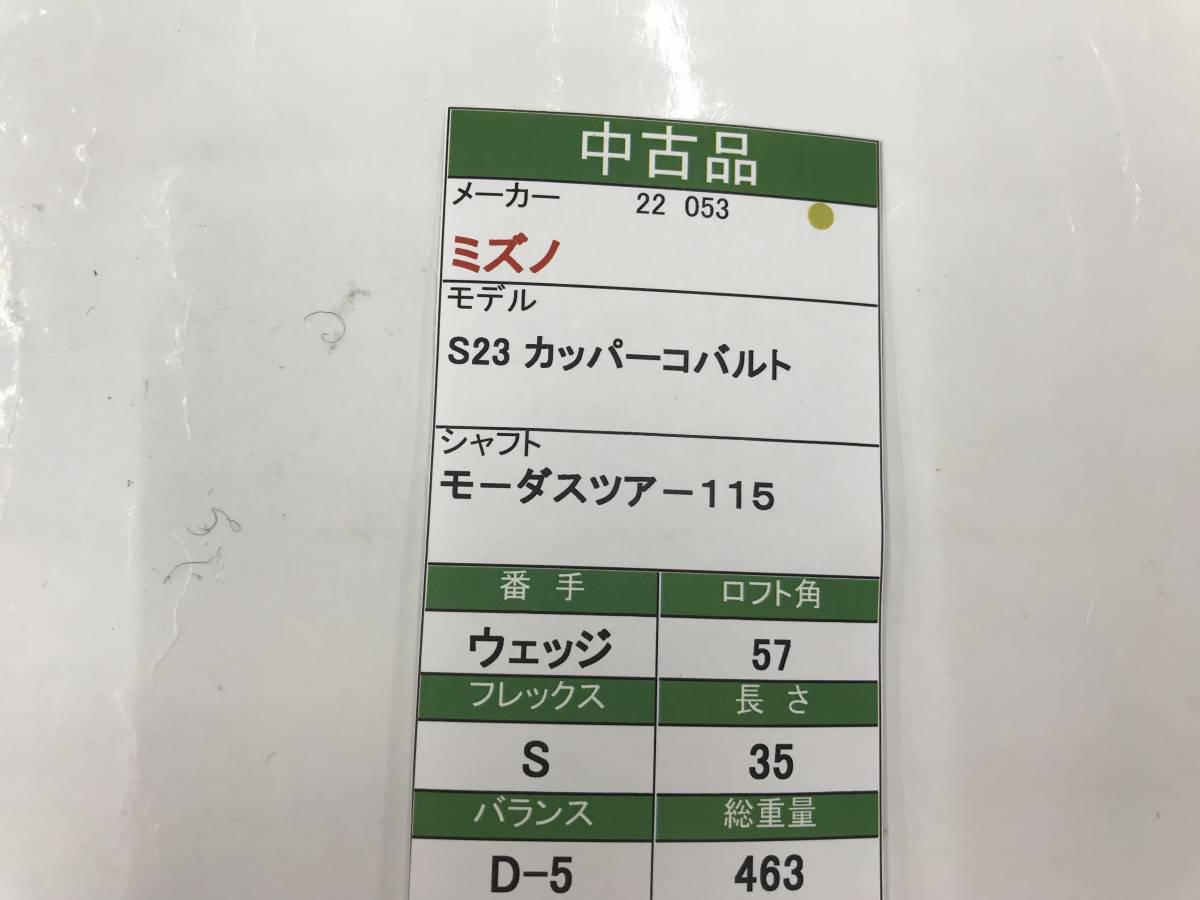 中古品
メーカー 22 053
ミズノ
モデル
S23 カッパーコバルト
シャフト
モーダスツアー115
番 手 ロフト角
ウェッジ 57
フレックス 長 さ
S 35
バランス 総重量
D-5 463